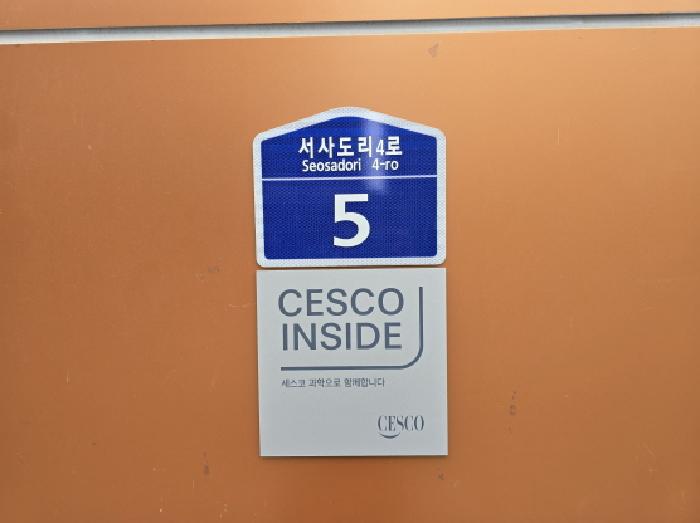 서사도리4로
Seosadori 4-ro
5
CESCO
INSIDE
세스코 과학으로 함께합니다
CESCO